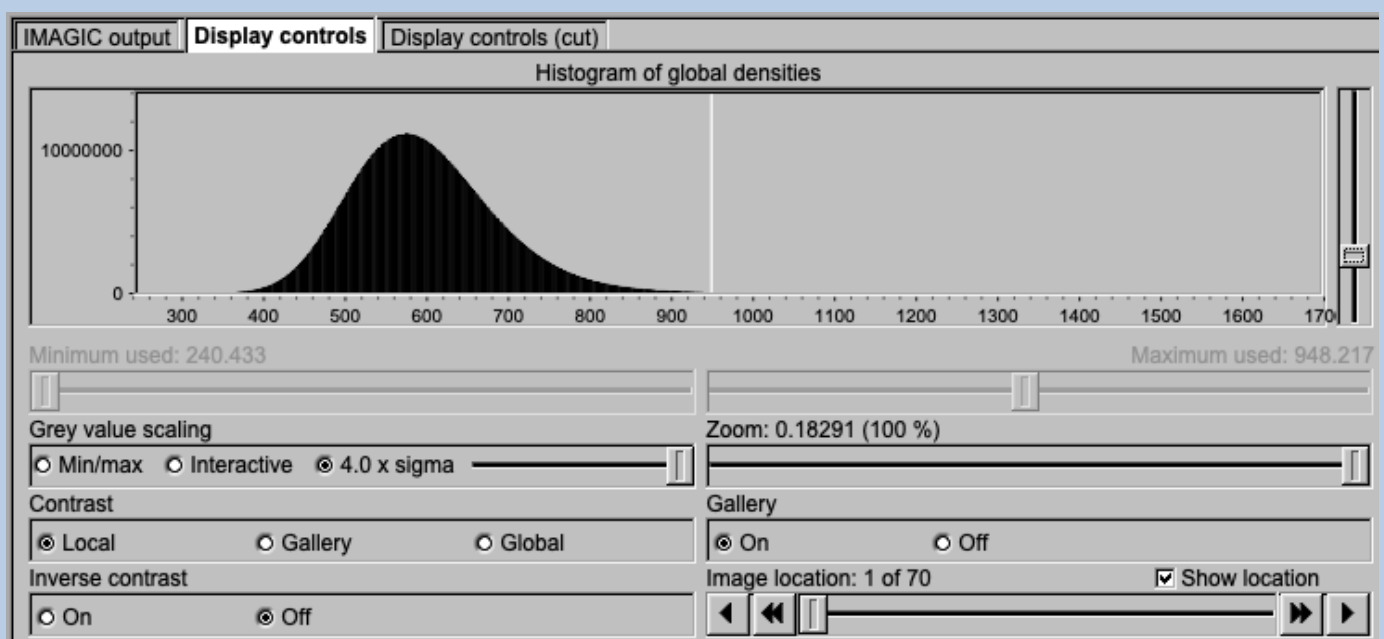 IMAGIC output Display controls Display controls (cut)
Histogram of global densities
10000000
0
300 400 500 600 700 800 900 1000 1100 1200 1300 1400 1500 1600 170
Minimum used: 240.433 Maximum used: 948.217
Grey value scaling Zoom: 0.18291 (100 %)
Min/max Interactive 4.0 x sigma
Contrast Gallery
Local Gallery Global On Off
Inverse contrast Image location: 1 of 70 Show location
On Off